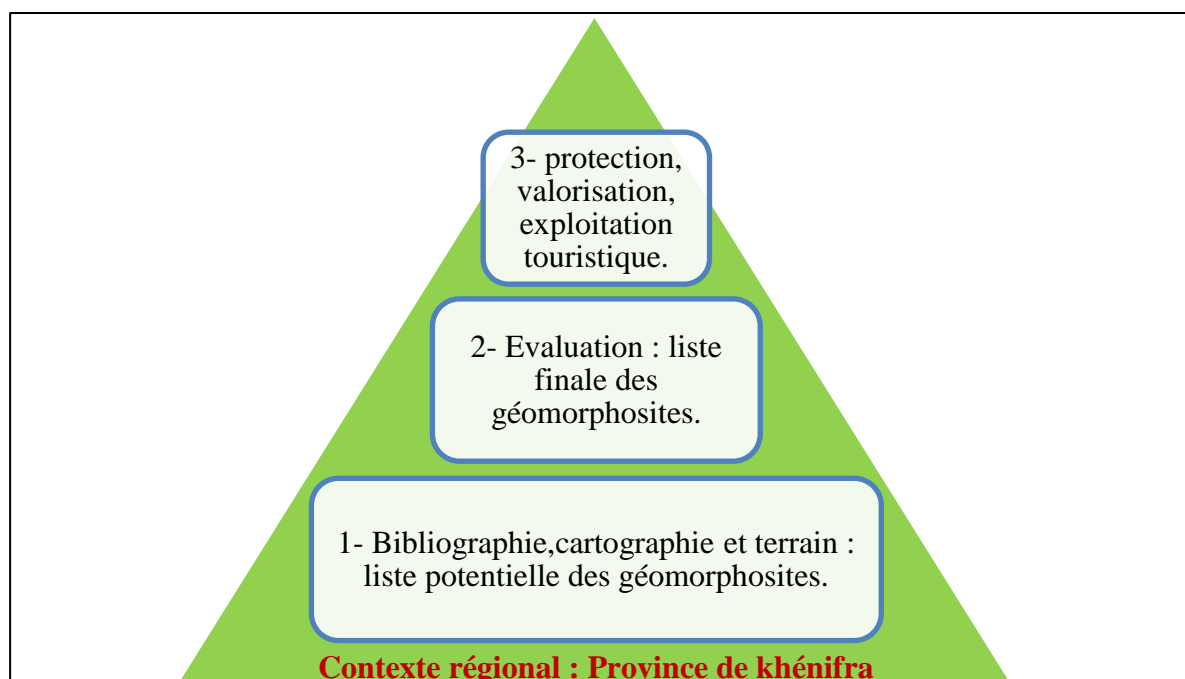 3- protection,
valorisation,
exploitation
touristique.
2- Evaluation : liste
finale des
géomorphosites.
1- Bibliographie,cartographie et terrain :
liste potentielle des géomorphosites.
Contexte régional : Province de khénifra